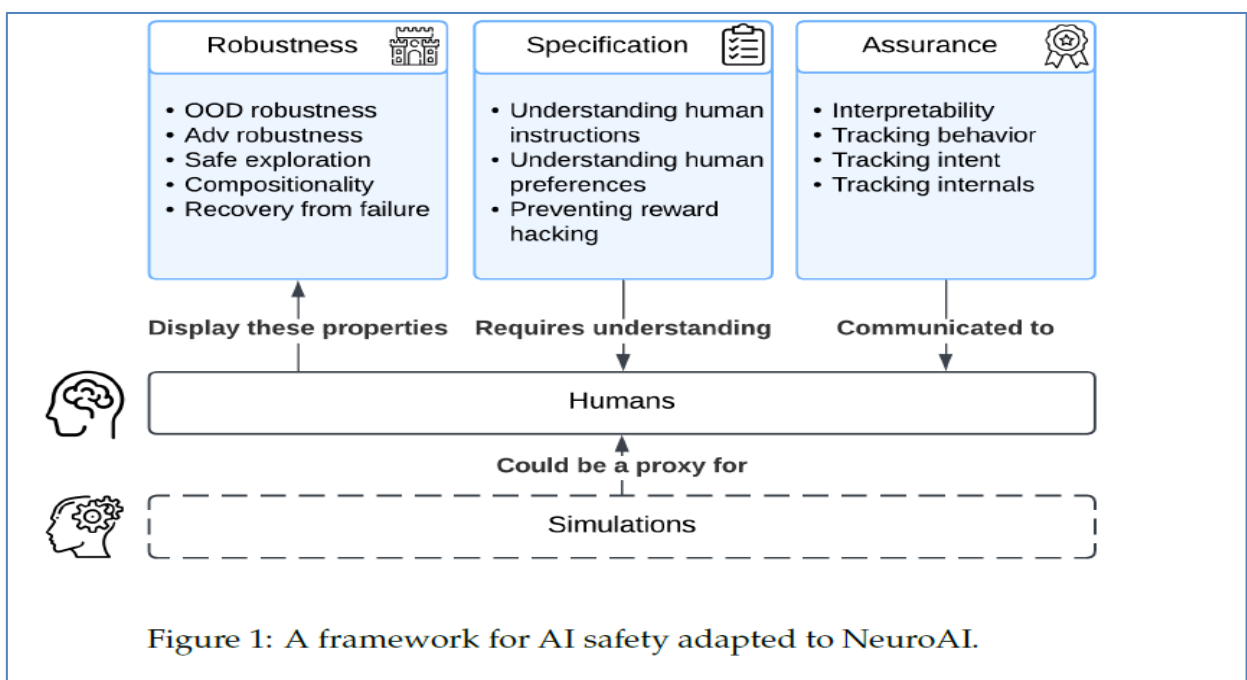 Robustness
• OOD robustness
• Adv robustness
• Safe exploration
• Compositionality
• Recovery from failure
Specification
• Understanding human
instructions
• Understanding human
preferences
• Preventing reward
hacking
Assurance
• Interpretability
• Tracking behavior
• Tracking intent
• Tracking internals
Display these properties
Requires understanding
Communicated to
Humans
Could be a proxy for
Simulations
Figure 1: A framework for AI safety adapted to NeuroAI.